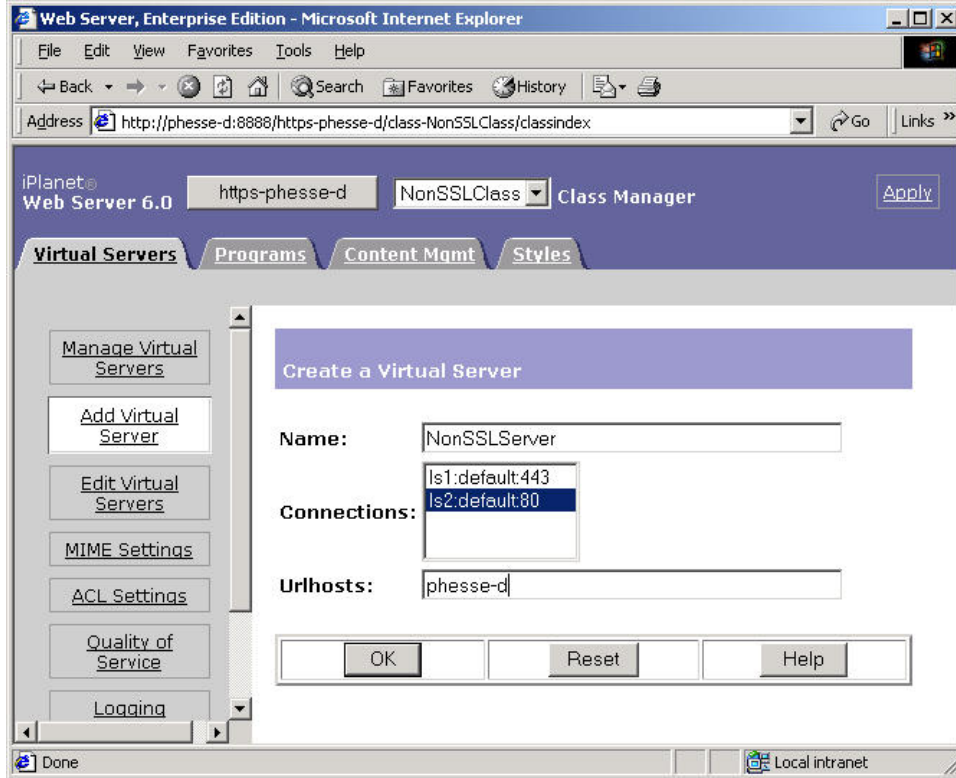 Web Server, Enterprise Edition - Microsoft Internet Explorer
File Edit View Favorites Tools Help
Back Search Favorites History
Address http://phesse-d:8888/https-phesse-d/class-NonSSLClass/classindex Go Links »
iPlanet®
Web Server 6.0 https-phesse-d NonSSLClass Class Manager Apply
Virtual Servers Programs Content Mgmt Styles
Manage Virtual
Servers
Add Virtual
Server
Edit Virtual
Servers
MIME Settings
ACL Settings
Quality of
Service
Logging
Create a Virtual Server
Name: NonSSLServer
Connections: ls1:default:443
ls2:default:80
Urlhosts: phesse-d
OK Reset Help
Done Local intranet